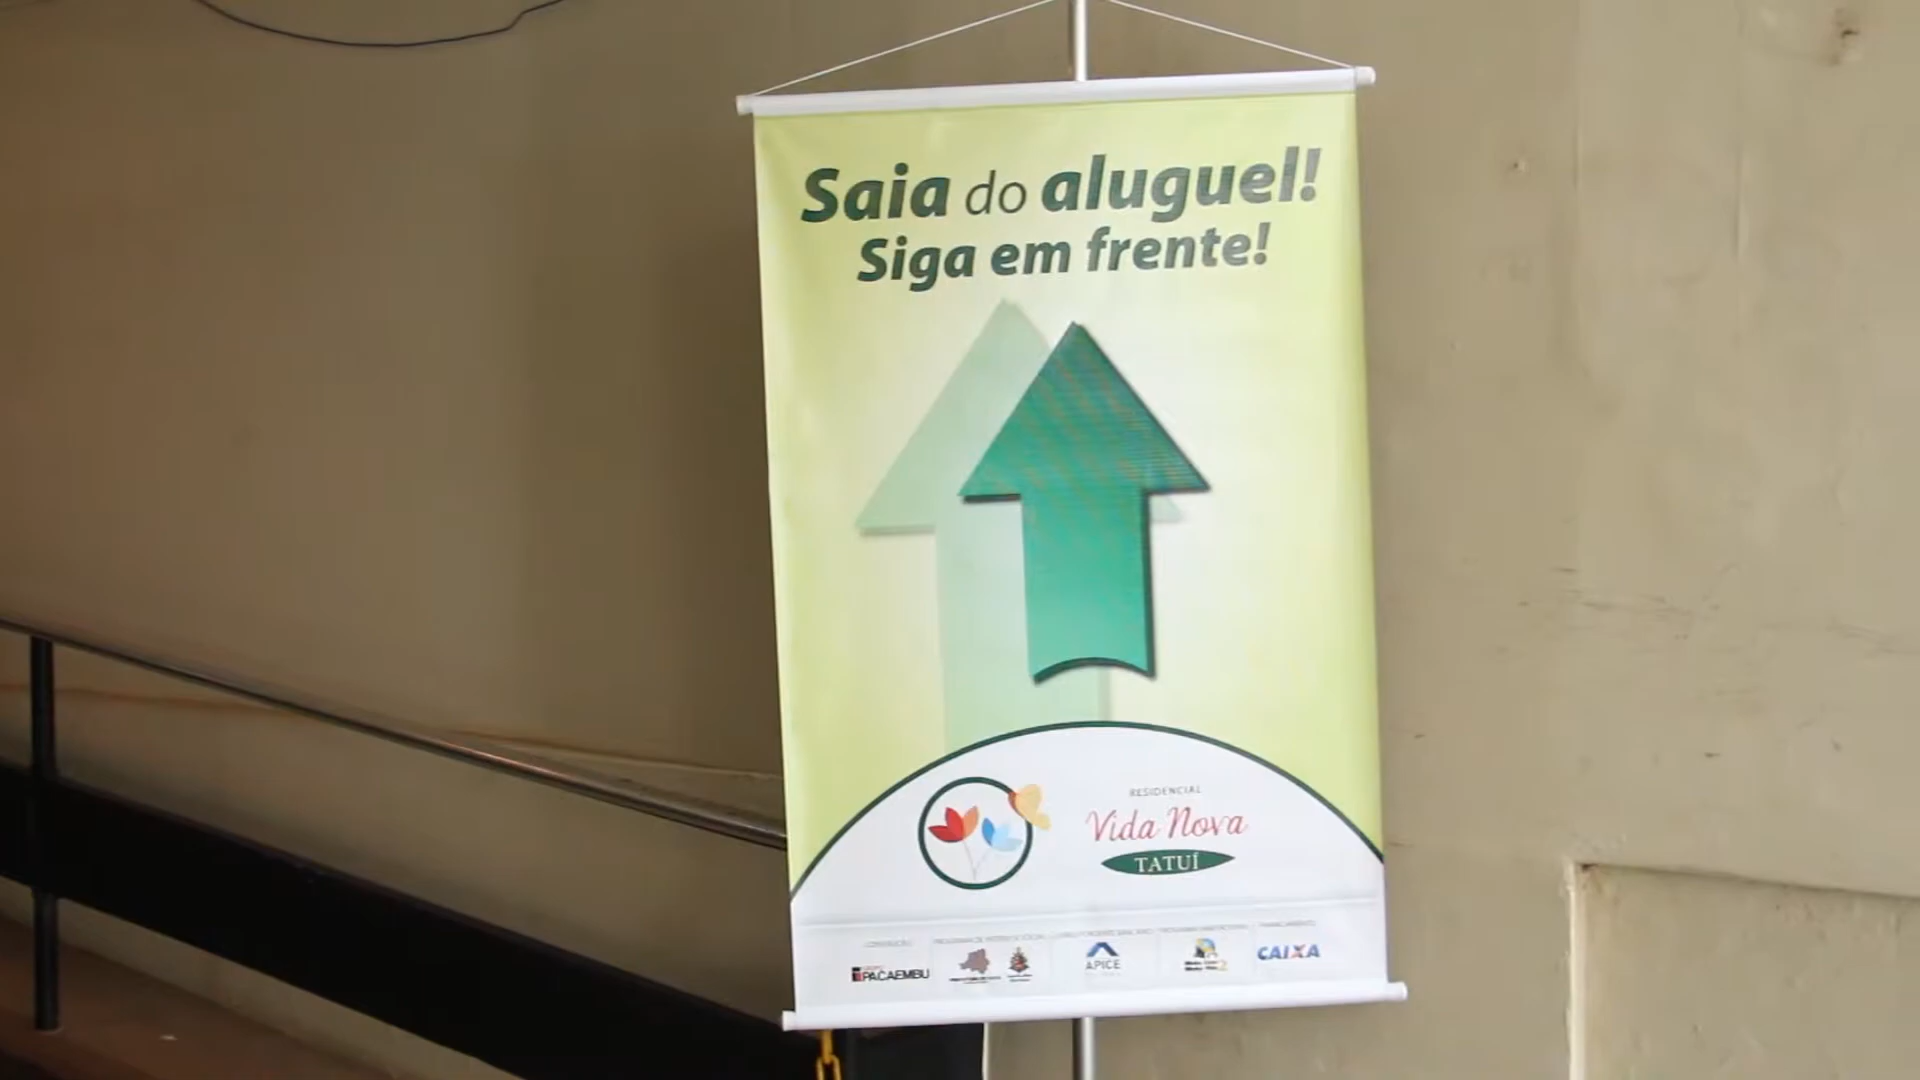 Saia do aluguel!
Siga em frente!
RESIDENCIAL
Vida Nova
TATUÍ
PACAEMBU
APICE
CAIXA